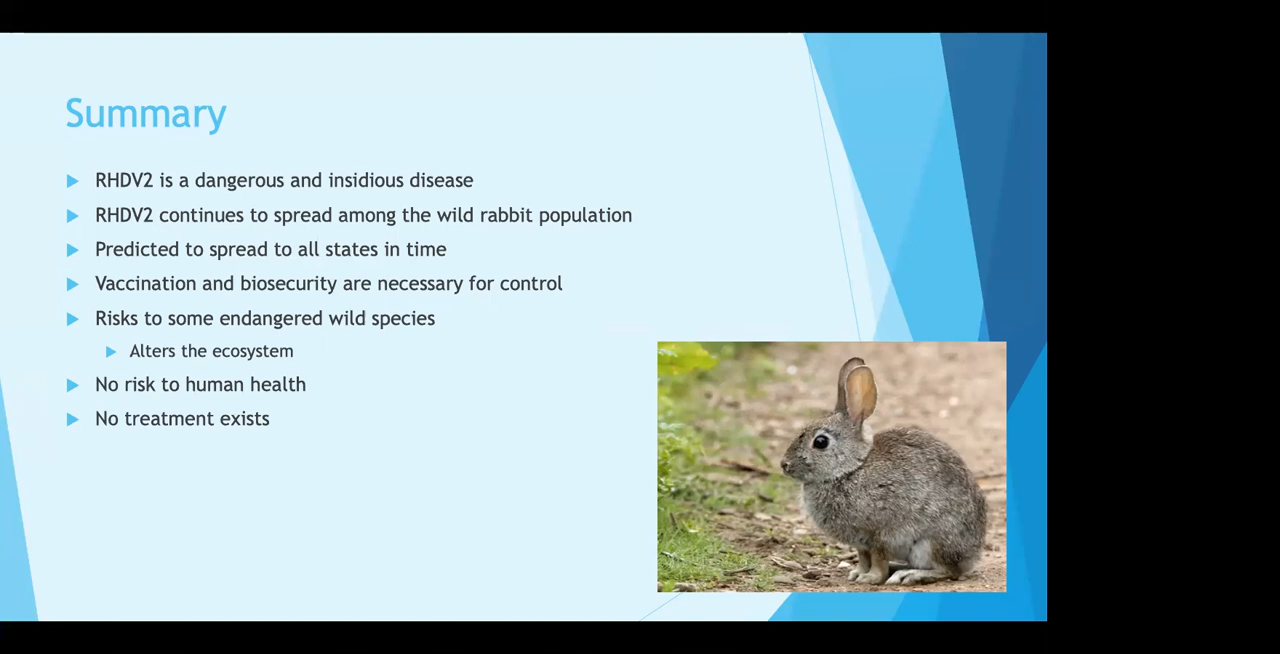 Summary
RHDV2 is a dangerous and insidious disease
RHDV2 continues to spread among the wild rabbit population
Predicted to spread to all states in time
Vaccination and biosecurity are necessary for control
Risks to some endangered wild species
Alters the ecosystem
No risk to human health
No treatment exists